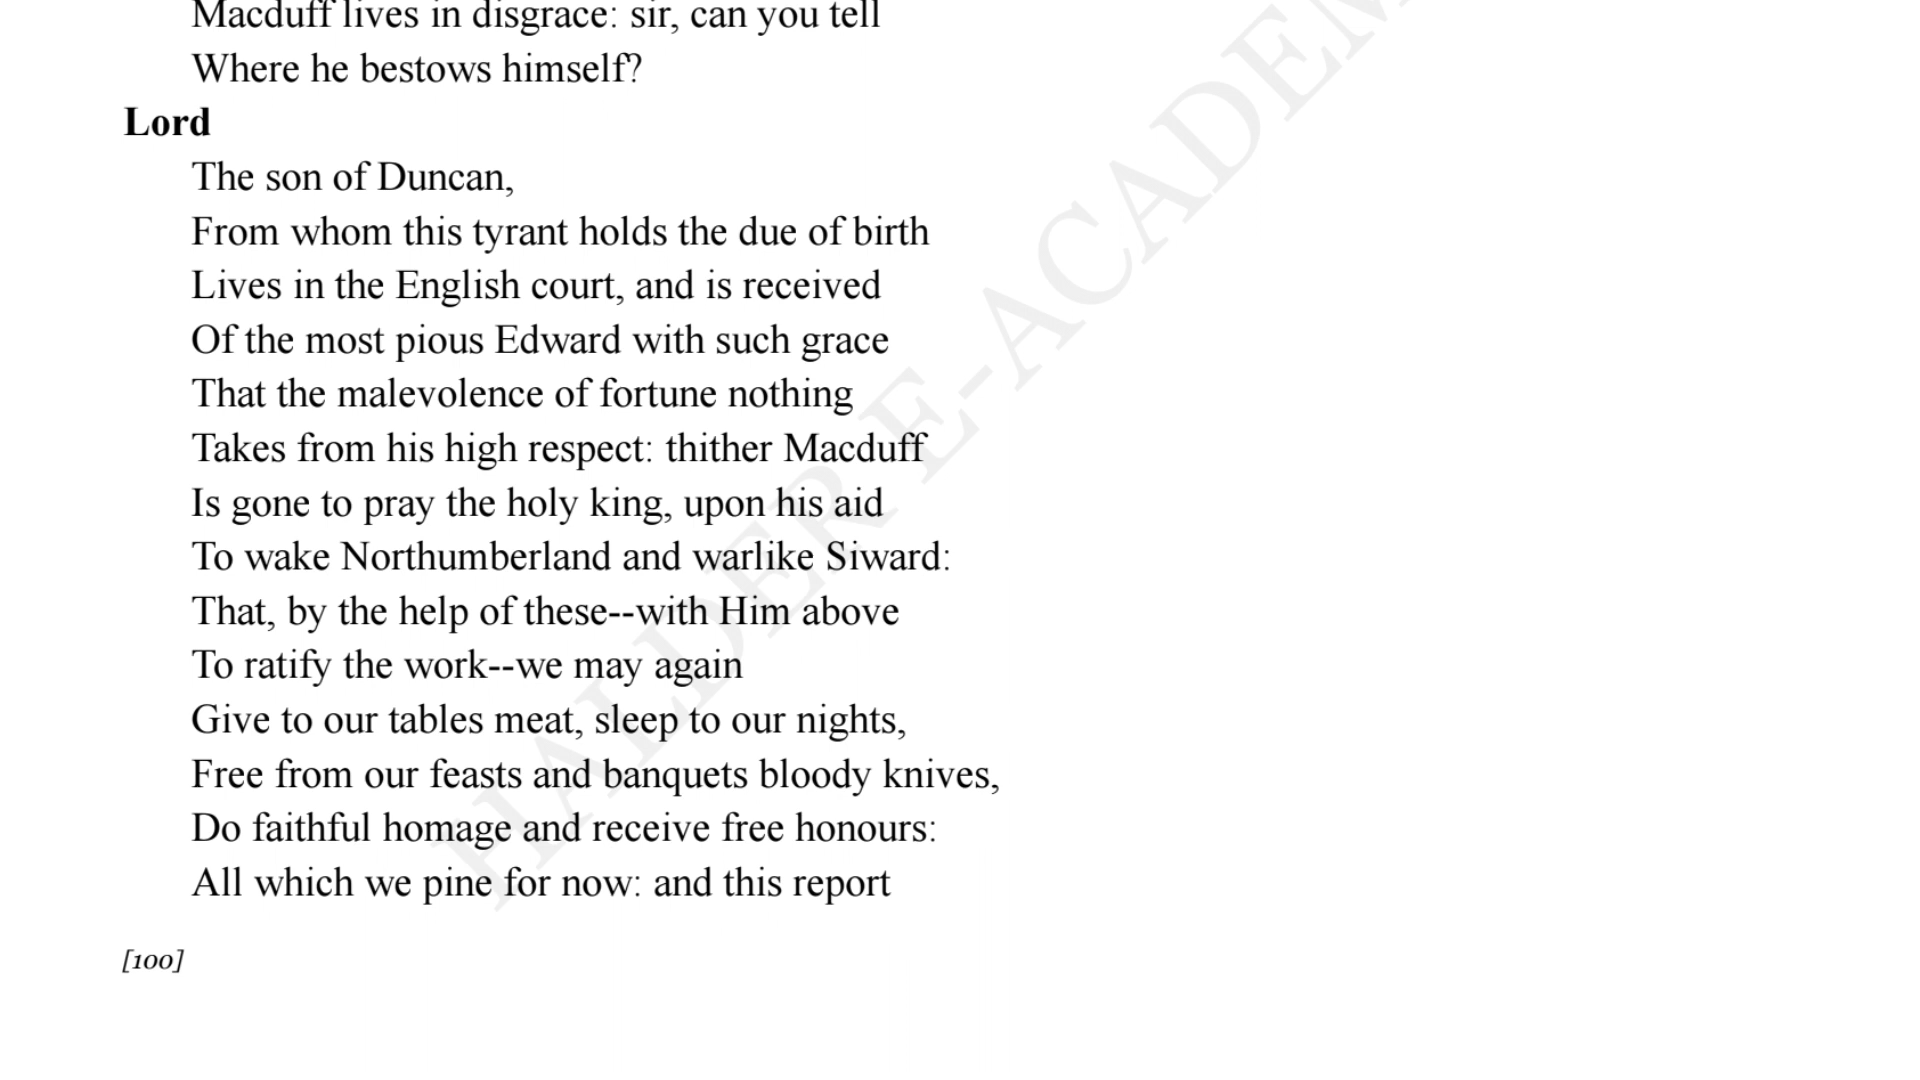 Macduff lives in disgrace: sir, can you tell
Where he bestows himself?
Lord
The son of Duncan,
From whom this tyrant holds the due of birth
Lives in the English court, and is received
Of the most pious Edward with such grace
That the malevolence of fortune nothing
Takes from his high respect: thither Macduff
Is gone to pray the holy king, upon his aid
To wake Northumberland and warlike Siward:
That, by the help of these--with Him above
To ratify the work--we may again
Give to our tables meat, sleep to our nights,
Free from our feasts and banquets bloody knives,
Do faithful homage and receive free honours:
All which we pine for now: and this report
[100]
HALDER E-ACADEM